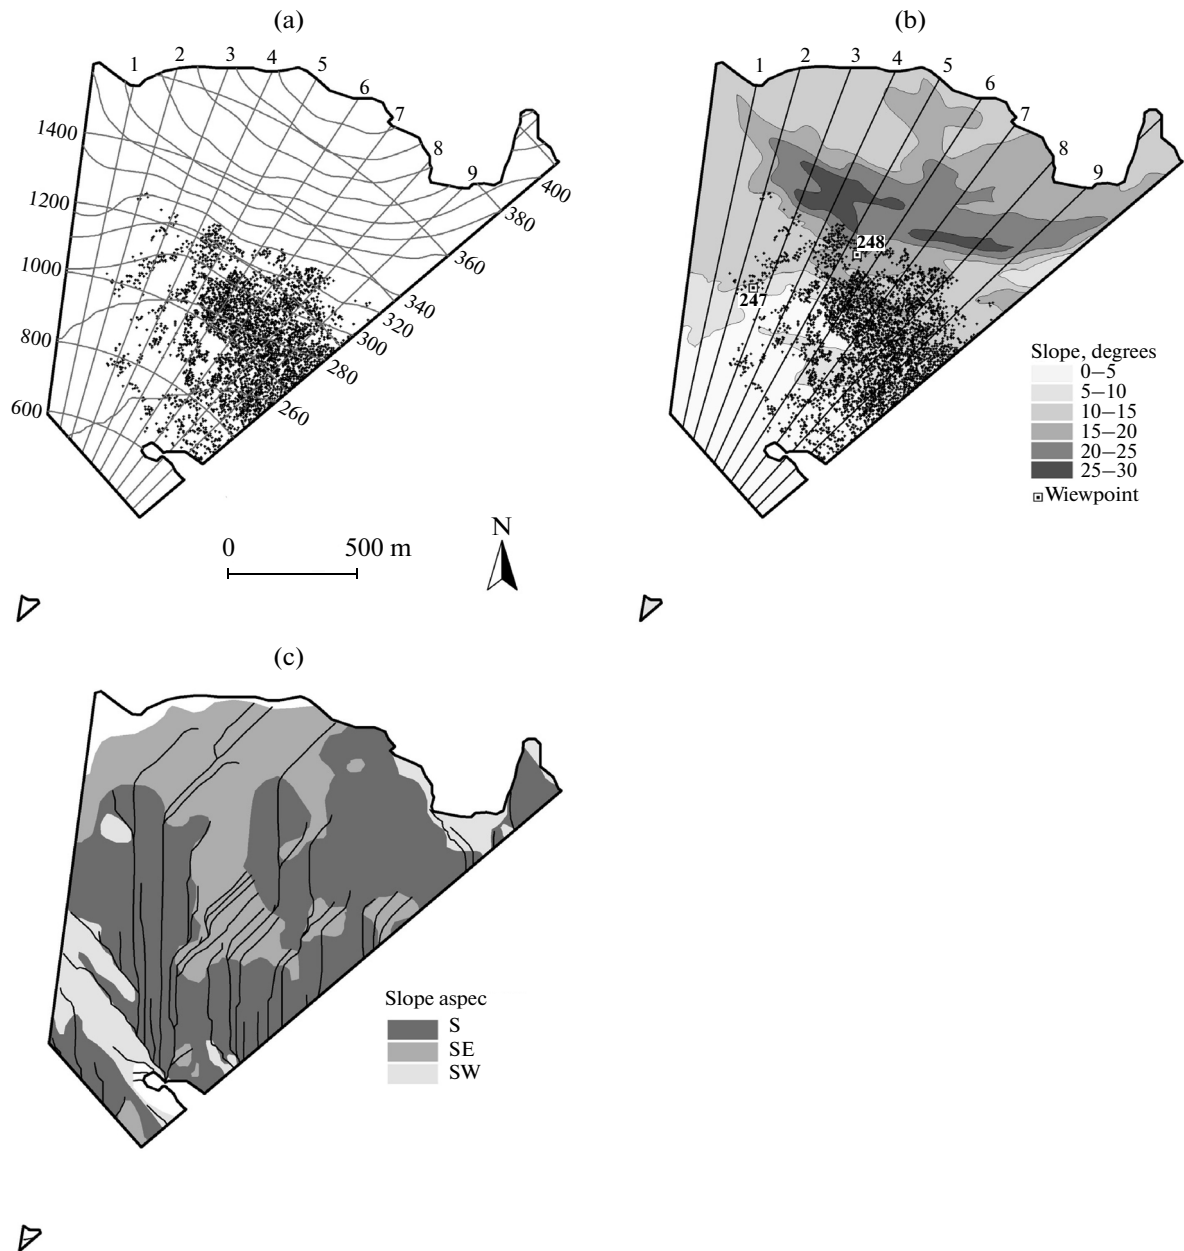 (a)
1 2 3 4 5 6 7 8 9
1400
1200
1000
800
600
400
380
360
340
320
300
280
260
0 500 m
N
(b)
1 2 3 4 5 6 7 8 9
248
247
Slope, degrees
0–5
5–10
10–15
15–20
20–25
25–30
Wiewpoint
(c)
Slope aspec
S
SE
SW